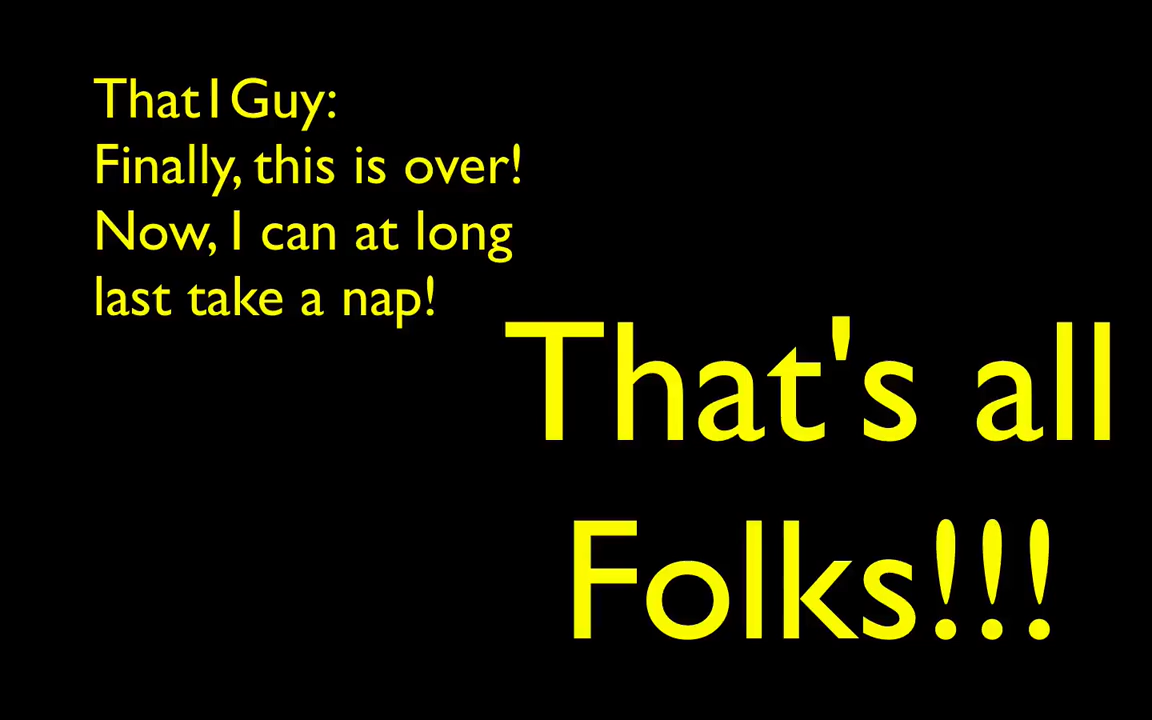 That1Guy:
Finally, this is over!
Now, I can at long
last take a nap!
That's all
Folks!!!